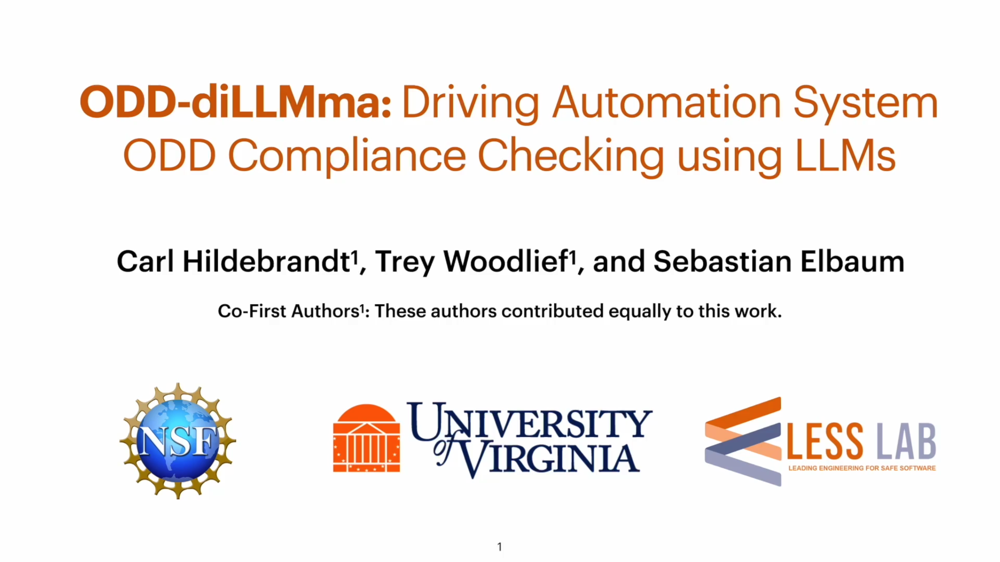 ODD-diLLMma: Driving Automation System
ODD Compliance Checking using LLMs
Carl Hildebrandt¹, Trey Woodlief¹, and Sebastian Elbaum
Co-First Authors¹: These authors contributed equally to this work.
NSF
UNIVERSITY
of VIRGINIA
LESS LAB
LEADING ENGINEERING FOR SAFE SOFTWARE
1